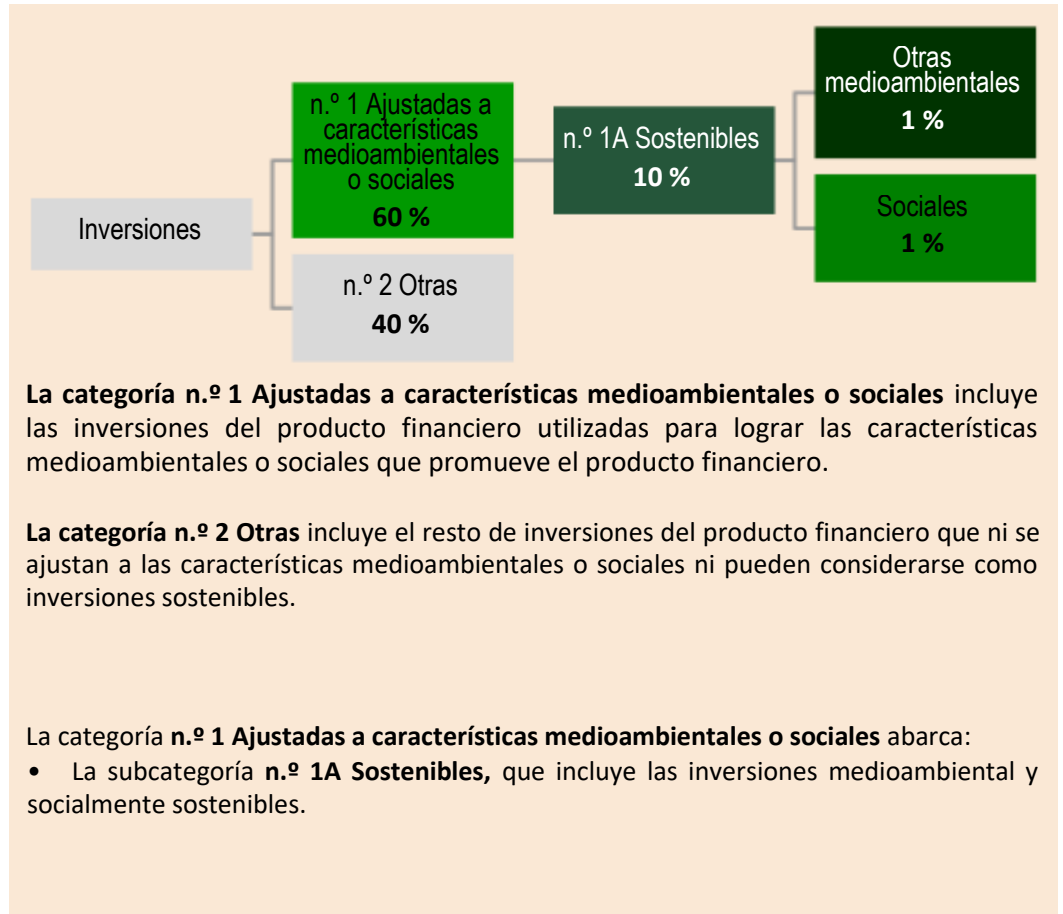 Inversiones
n.º 1 Ajustadas a
características
medioambientales
o sociales
60 %
n.º 2 Otras
40 %
n.º 1A Sostenibles
10 %
Otras
medioambientales
1 %
Sociales
1 %
La categoría n.º 1 Ajustadas a características medioambientales o sociales incluye
las inversiones del producto financiero utilizadas para lograr las características
medioambientales o sociales que promueve el producto financiero.
La categoría n.º 2 Otras incluye el resto de inversiones del producto financiero que ni se
ajustan a las características medioambientales o sociales ni pueden considerarse como
inversiones sostenibles.
La categoría n.º 1 Ajustadas a características medioambientales o sociales abarca:
• La subcategoría n.º 1A Sostenibles, que incluye las inversiones medioambiental y
socialmente sostenibles.